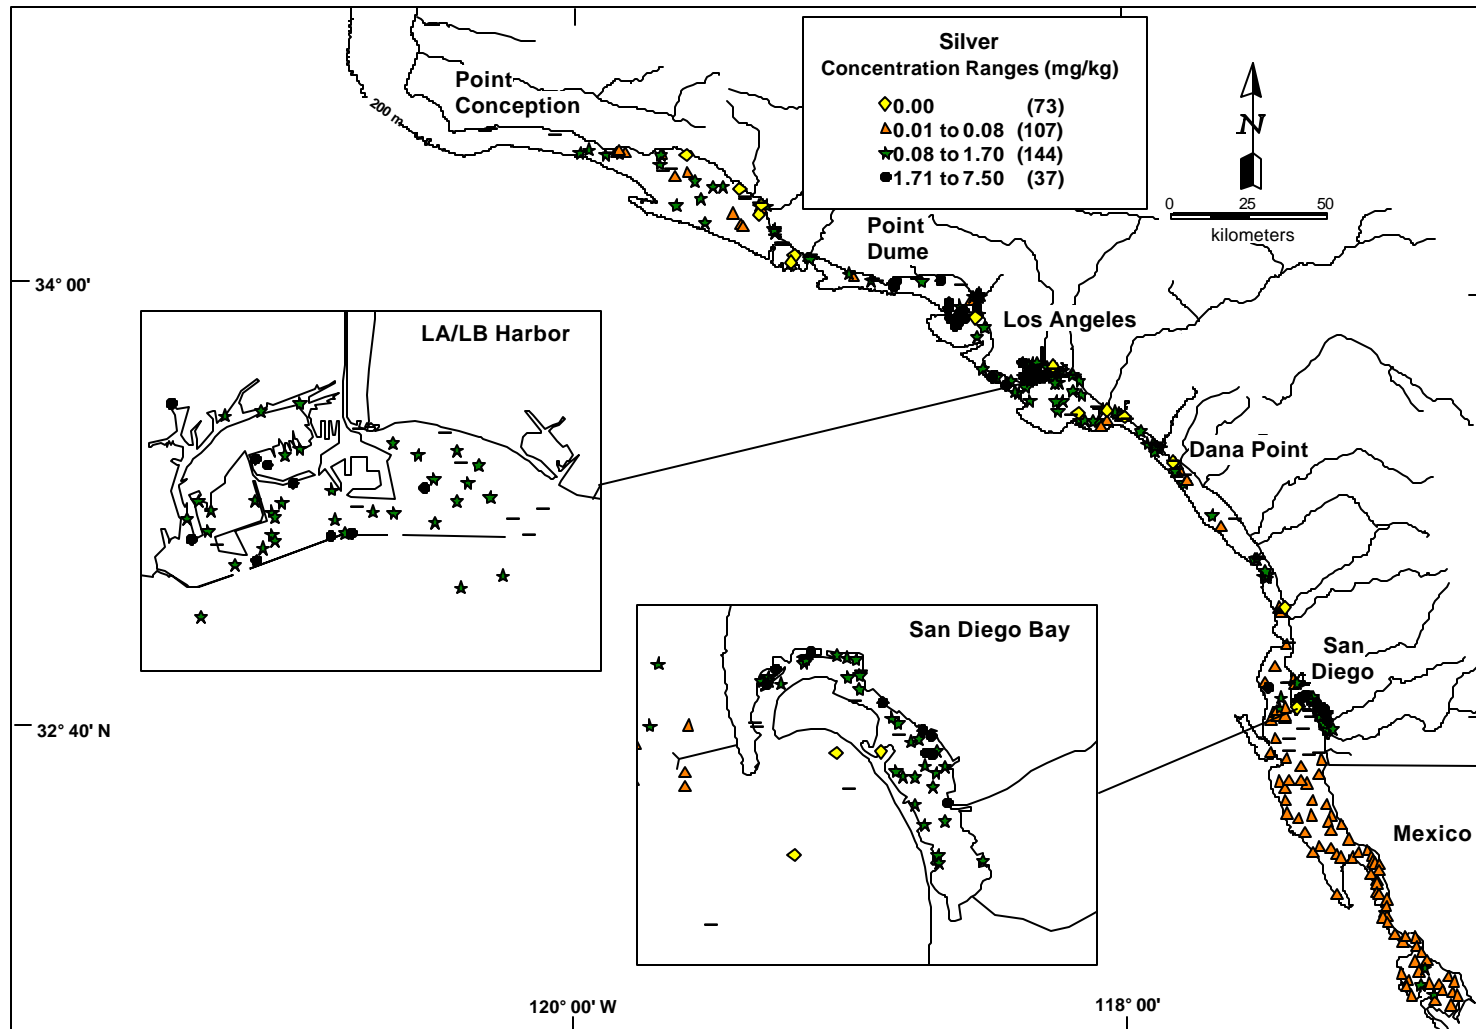 Silver
Concentration Ranges (mg/kg)
0.00 (73)
0.01 to 0.08 (107)
0.08 to 1.70 (144)
1.71 to 7.50 (37)
N
0 25 50
kilometers
Point
Conception
200 m
Point
Dume
34° 00'
Los Angeles
LA/LB Harbor
Dana Point
San Diego Bay
San
Diego
32° 40' N
Mexico
120° 00' W
118° 00'